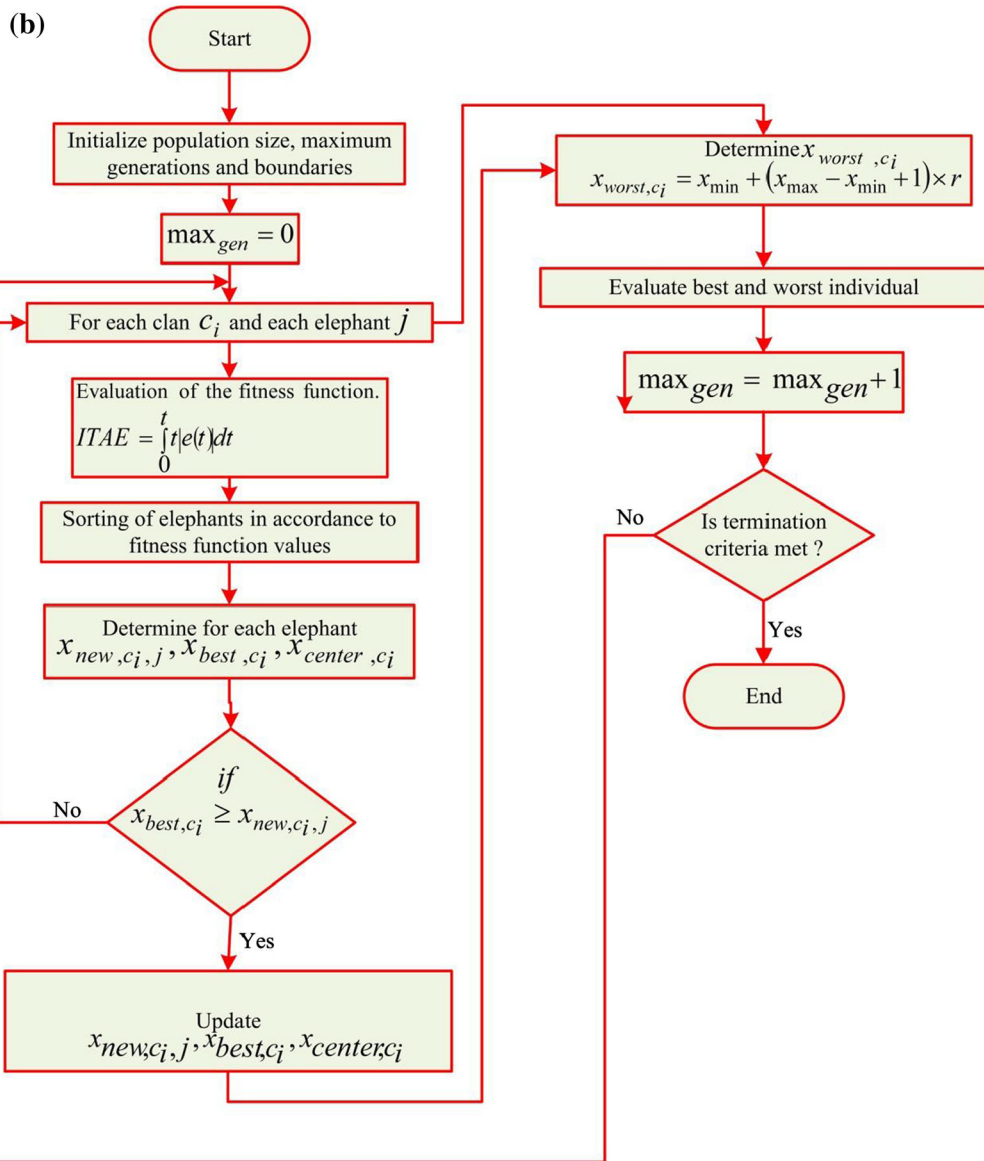 (b)
Start
Initialize population size, maximum
generations and boundaries
max_gen = 0
For each clan c_i and each elephant j
Evaluation of the fitness function.
ITAE = ∫_0^t t|e(t)|dt
Sorting of elephants in accordance to
fitness function values
Determine for each elephant
x_new,c_i,j, x_best,c_i, x_center,c_i
if
x_best,c_i ≥ x_new,c_i,j
No
Yes
Update
x_new,c_i,j, x_best,c_i, x_center,c_i
Determine x_worst,c_i
x_worst,c_i = x_min + (x_max − x_min + 1) × r
Evaluate best and worst individual
max_gen = max_gen + 1
No
Is termination
criteria met ?
Yes
End